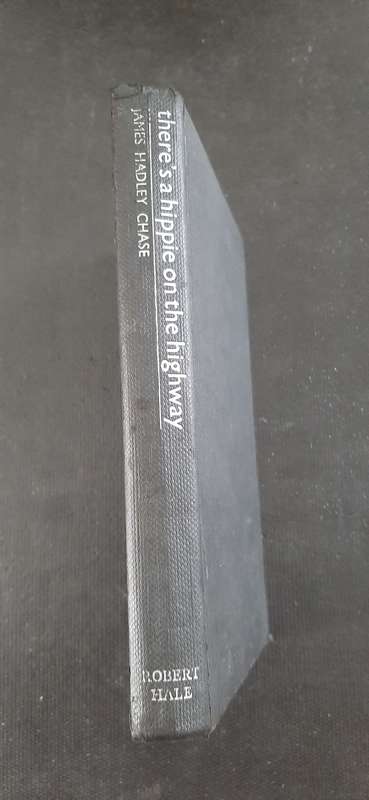 there's a hippie on the highway
JAMES HADLEY CHASE
ROBERT
HALE